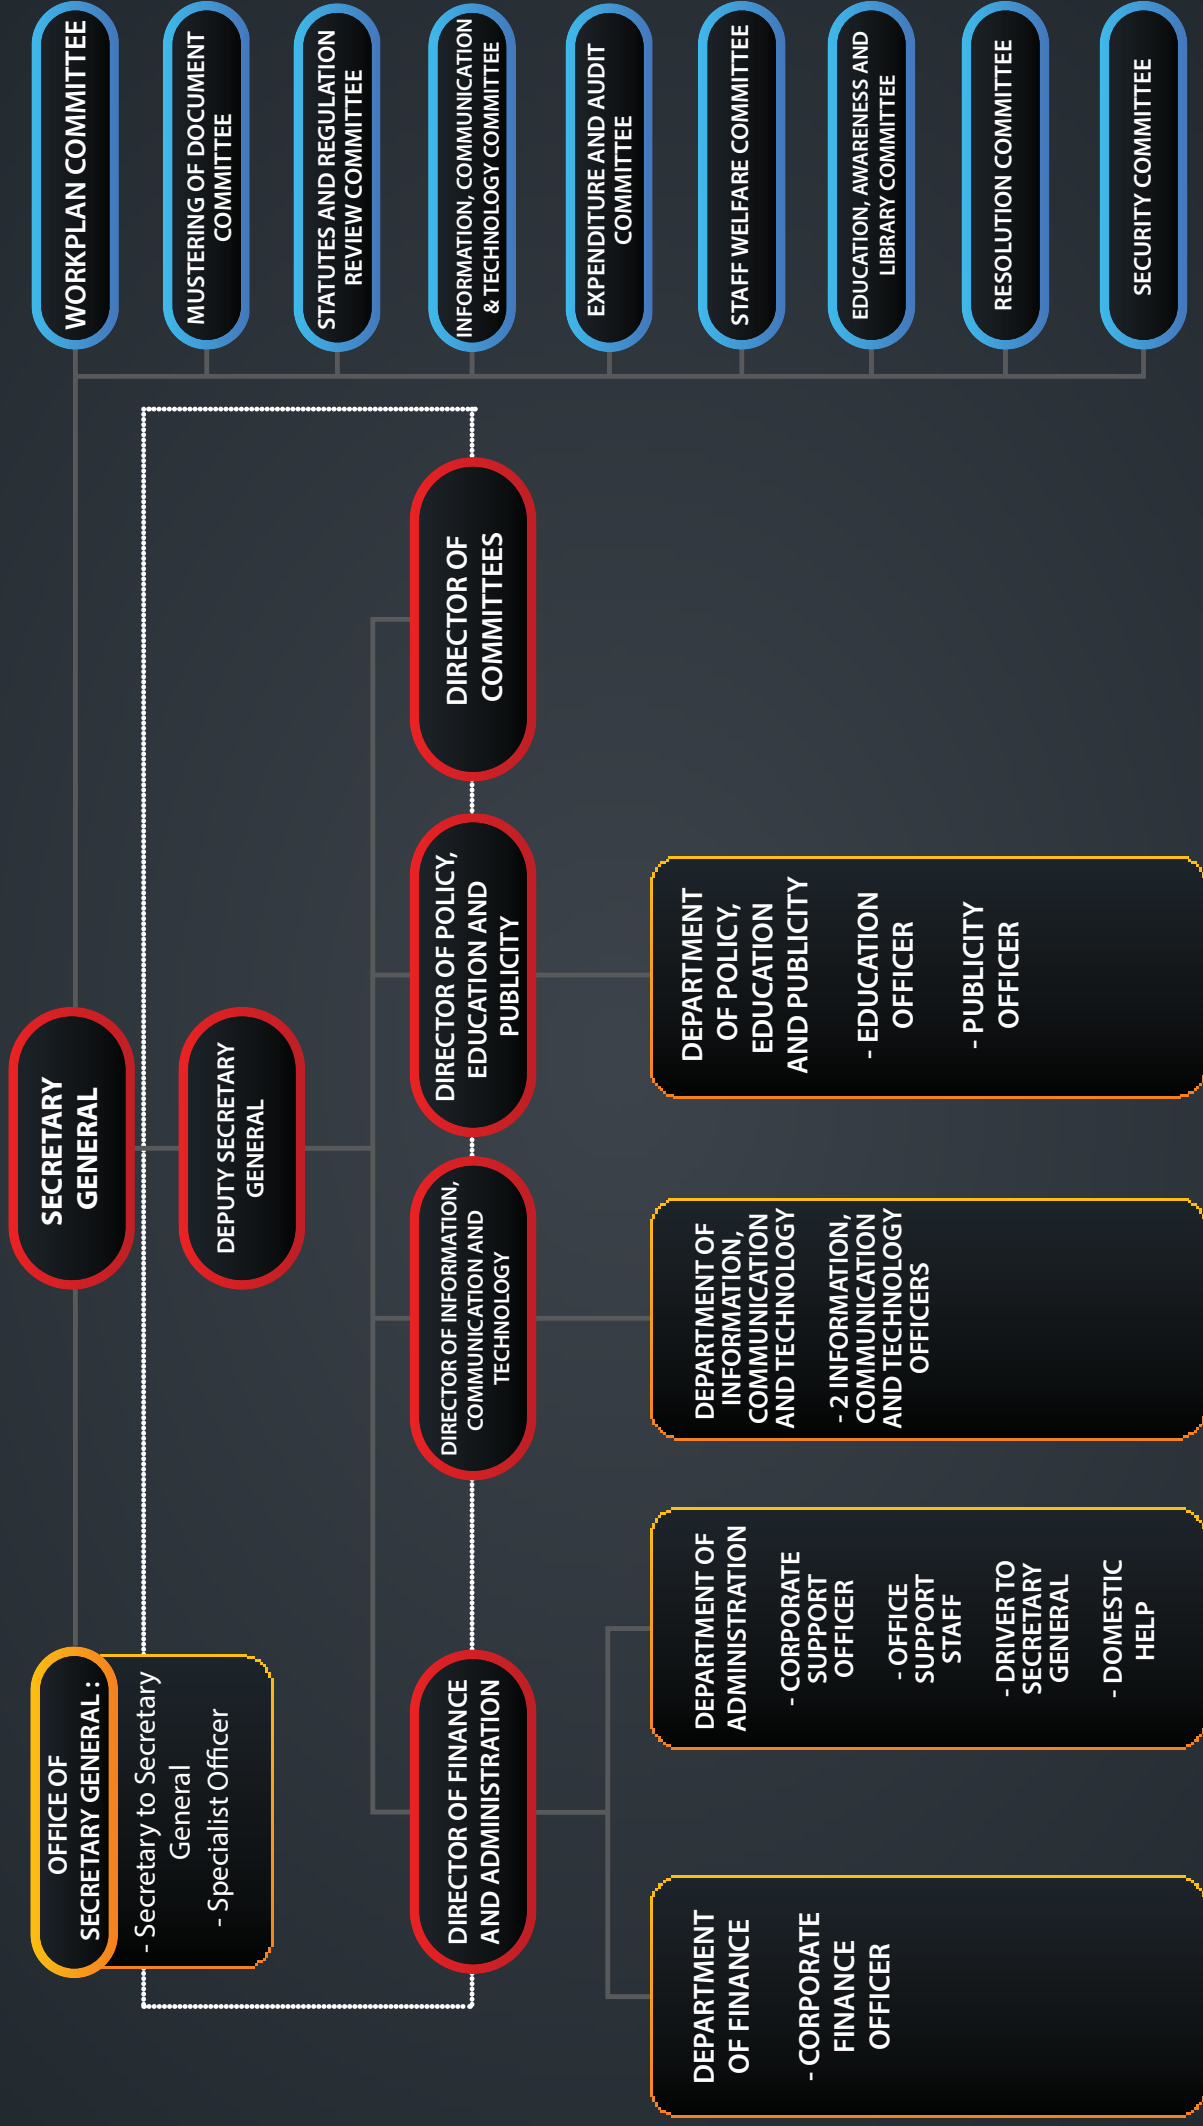 OFFICE OF
SECRETARY GENERAL :
- Secretary to Secretary
General
- Specialist Officer
SECRETARY
GENERAL
DEPUTY SECRETARY
GENERAL
DIRECTOR OF FINANCE
AND ADMINISTRATION
DIRECTOR OF INFORMATION,
COMMUNICATION AND
TECHNOLOGY
DIRECTOR OF POLICY,
EDUCATION AND
PUBLICITY
DIRECTOR OF
COMMITTEES
DEPARTMENT
OF FINANCE
- CORPORATE
FINANCE
OFFICER
DEPARTMENT OF
ADMINISTRATION
- CORPORATE
SUPPORT
OFFICER
- OFFICE
SUPPORT
STAFF
- DRIVER TO
SECRETARY
GENERAL
- DOMESTIC
HELP
DEPARTMENT OF
INFORMATION,
COMMUNICATION
AND TECHNOLOGY
- 2 INFORMATION,
COMMUNICATION
AND TECHNOLOGY
OFFICERS
DEPARTMENT
OF POLICY,
EDUCATION
AND PUBLICITY
- EDUCATION
OFFICER
- PUBLICITY
OFFICER
WORKPLAN COMMITTEE
MUSTERING OF DOCUMENT
COMMITTEE
STATUTES AND REGULATION
REVIEW COMMITTEE
INFORMATION, COMMUNICATION
& TECHNOLOGY COMMITTEE
EXPENDITURE AND AUDIT
COMMITTEE
STAFF WELFARE COMMITTEE
EDUCATION, AWARENESS AND
LIBRARY COMMITTEE
RESOLUTION COMMITTEE
SECURITY COMMITTEE